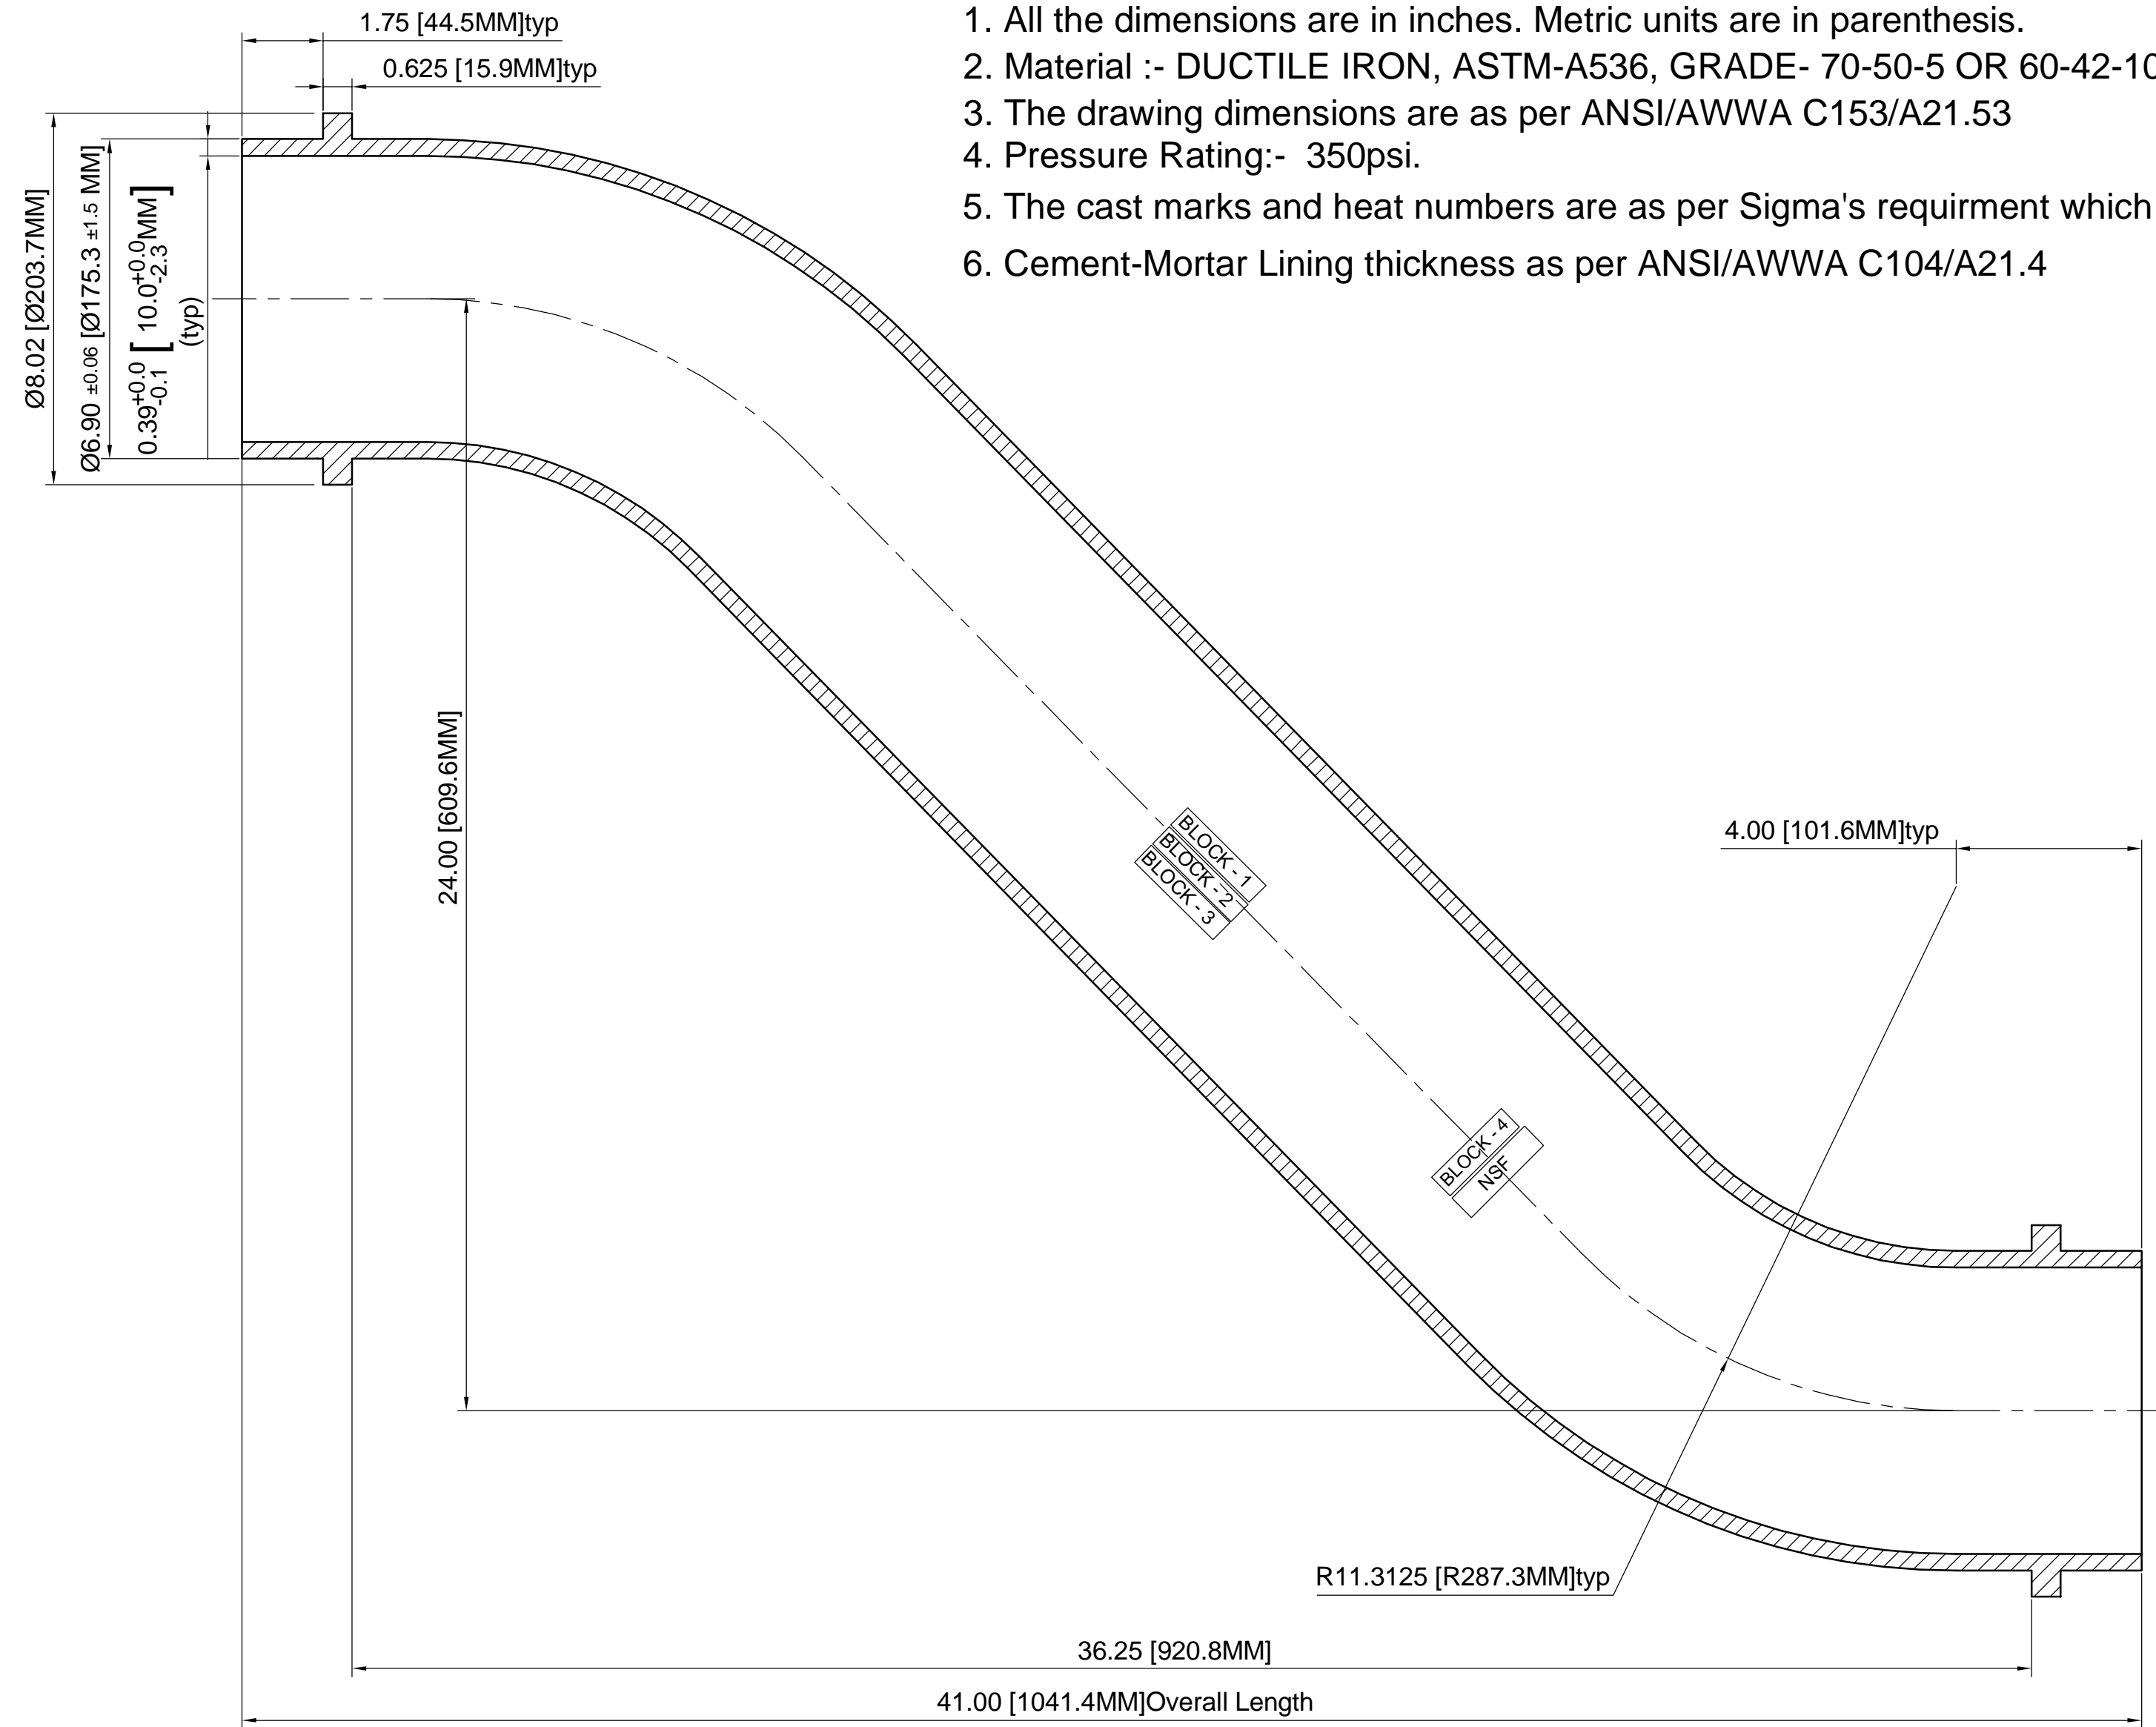 1. All the dimensions are in inches. Metric units are in parenthesis.
2. Material :- DUCTILE IRON, ASTM-A536, GRADE- 70-50-5 OR 60-42-10
3. The drawing dimensions are as per ANSI/AWWA C153/A21.53
4. Pressure Rating:- 350psi.
5. The cast marks and heat numbers are as per Sigma's requirment which
6. Cement-Mortar Lining thickness as per ANSI/AWWA C104/A21.4
1.75 [44.5MM]typ
0.625 [15.9MM]typ
Ø8.02 [Ø203.7MM]
Ø6.90 ±0.06 [Ø175.3 ±1.5 MM]
0.39 +0.0 -0.1 [ 10.0 +0.0 -2.3 MM ]
(typ)
24.00 [609.6MM]
BLOCK - 1
BLOCK - 2
BLOCK - 3
4.00 [101.6MM]typ
BLOCK - 4
NSF
R11.3125 [R287.3MM]typ
36.25 [920.8MM]
41.00 [1041.4MM]Overall Length